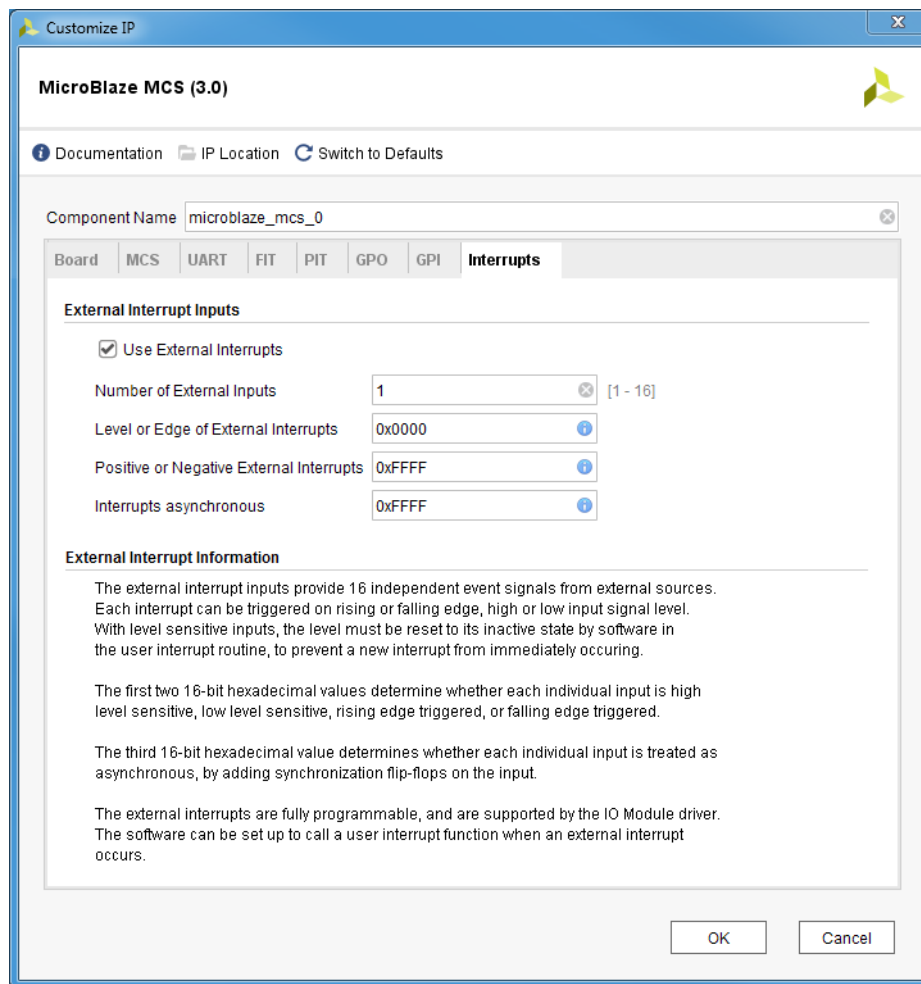 Customize IP
MicroBlaze MCS (3.0)
Documentation IP Location Switch to Defaults
Component Name microblaze_mcs_0
Board MCS UART FIT PIT GPO GPI Interrupts
External Interrupt Inputs
Use External Interrupts
Number of External Inputs 1 [1 - 16]
Level or Edge of External Interrupts 0x0000
Positive or Negative External Interrupts 0xFFFF
Interrupts asynchronous 0xFFFF
External Interrupt Information
The external interrupt inputs provide 16 independent event signals from external sources.
Each interrupt can be triggered on rising or falling edge, high or low input signal level.
With level sensitive inputs, the level must be reset to its inactive state by software in
the user interrupt routine, to prevent a new interrupt from immediately occuring.
The first two 16-bit hexadecimal values determine whether each individual input is high
level sensitive, low level sensitive, rising edge triggered, or falling edge triggered.
The third 16-bit hexadecimal value determines whether each individual input is treated as
asynchronous, by adding synchronization flip-flops on the input.
The external interrupts are fully programmable, and are supported by the IO Module driver.
The software can be set up to call a user interrupt function when an external interrupt
occurs.
OK Cancel